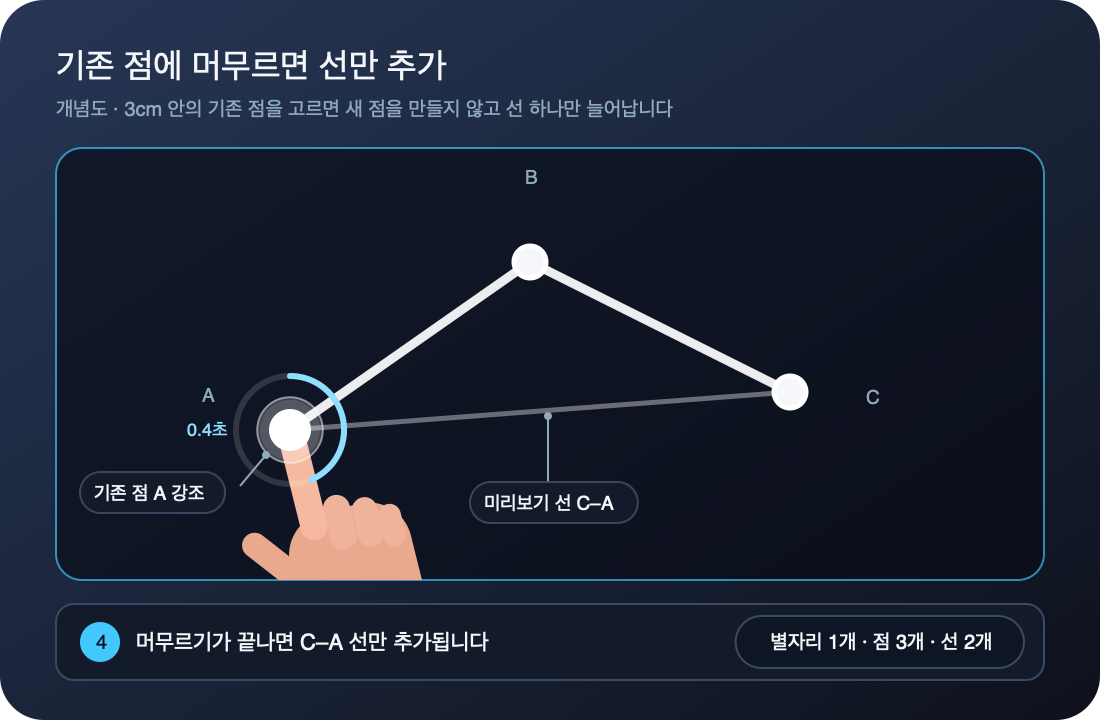 기존 점에 머무르면 선만 추가
개념도 · 3cm 안의 기존 점을 고르면 새 점을 만들지 않고 선 하나만 늘어납니다
B
A
C
0.4초
기존 점 A 강조
미리보기 선 C–A
4 머무르기가 끝나면 C–A 선만 추가됩니다
별자리 1개 · 점 3개 · 선 2개